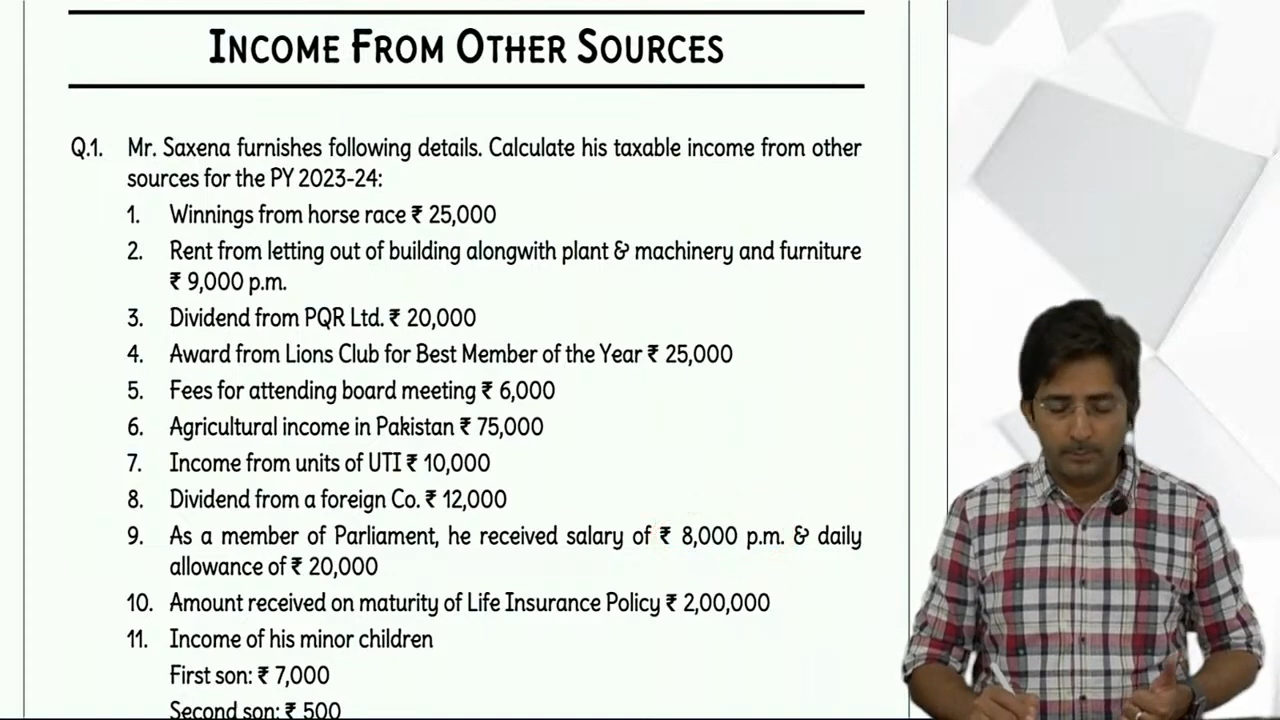 INCOME FROM OTHER SOURCES
Q.1. Mr. Saxena furnishes following details. Calculate his taxable income from other
sources for the PY 2023-24:
1. Winnings from horse race ₹ 25,000
2. Rent from letting out of building alongwith plant & machinery and furniture
₹ 9,000 p.m.
3. Dividend from PQR Ltd. ₹ 20,000
4. Award from Lions Club for Best Member of the Year ₹ 25,000
5. Fees for attending board meeting ₹ 6,000
6. Agricultural income in Pakistan ₹ 75,000
7. Income from units of UTI ₹ 10,000
8. Dividend from a foreign Co. ₹ 12,000
9. As a member of Parliament, he received salary of ₹ 8,000 p.m. & daily
allowance of ₹ 20,000
10. Amount received on maturity of Life Insurance Policy ₹ 2,00,000
11. Income of his minor children
First son: ₹ 7,000
Second son: ₹ 500